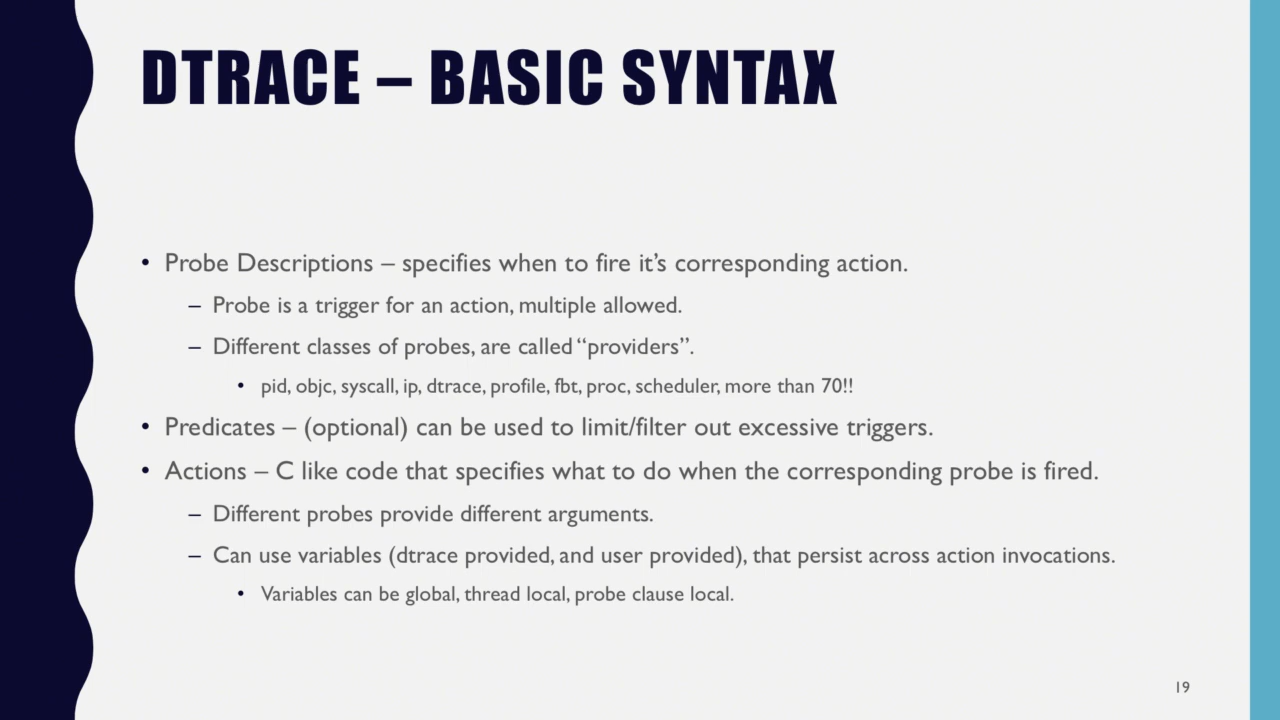 DTRACE – BASIC SYNTAX
• Probe Descriptions – specifies when to fire it’s corresponding action.
– Probe is a trigger for an action, multiple allowed.
– Different classes of probes, are called “providers”.
• pid, objc, syscall, ip, dtrace, profile, fbt, proc, scheduler, more than 70!!
• Predicates – (optional) can be used to limit/filter out excessive triggers.
• Actions – C like code that specifies what to do when the corresponding probe is fired.
– Different probes provide different arguments.
– Can use variables (dtrace provided, and user provided), that persist across action invocations.
• Variables can be global, thread local, probe clause local.
19